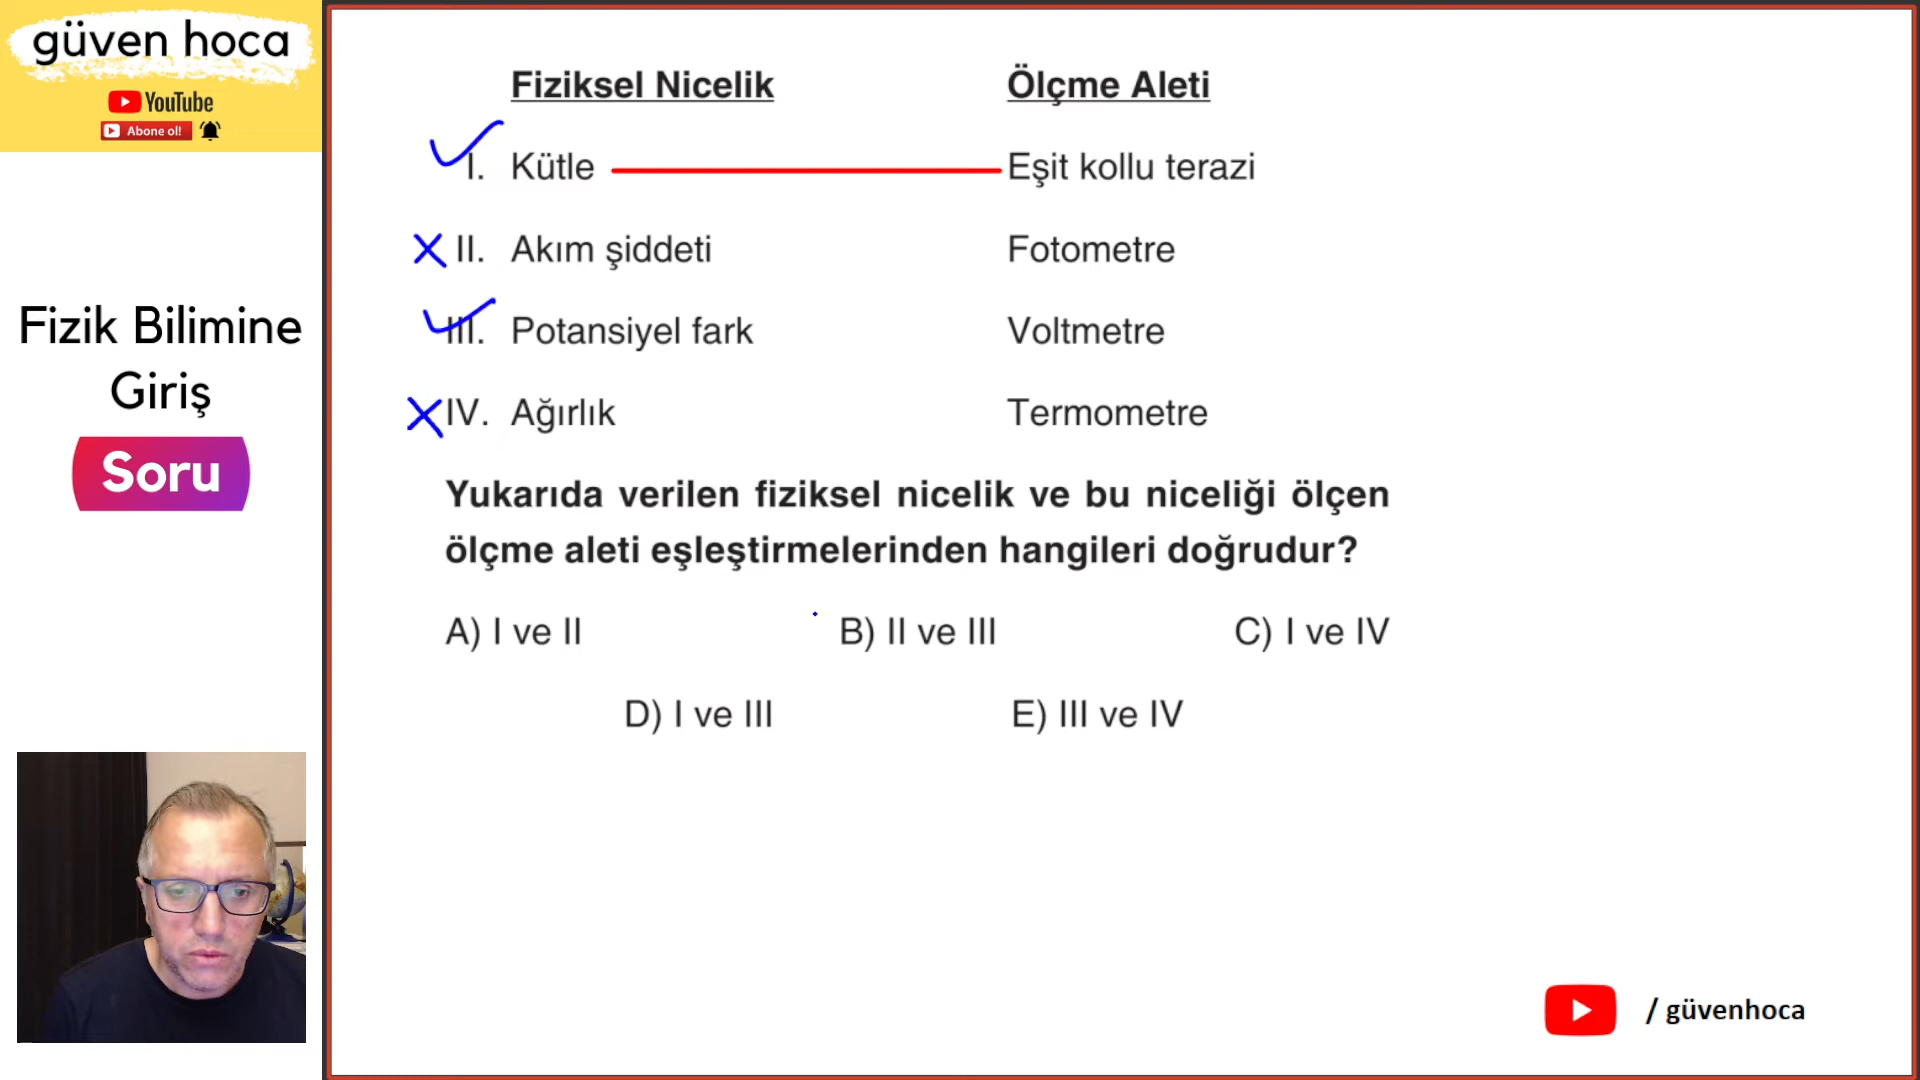 güven hoca
YouTube
Abone ol!
Fizik Bilimine
Giriş
Soru
Fiziksel Nicelik Ölçme Aleti
I. Kütle Eşit kollu terazi
II. Akım şiddeti Fotometre
III. Potansiyel fark Voltmetre
IV. Ağırlık Termometre
Yukarıda verilen fiziksel nicelik ve bu niceliği ölçen
ölçme aleti eşleştirmelerinden hangileri doğrudur?
A) I ve II B) II ve III C) I ve IV
D) I ve III E) III ve IV
/ güvenhoca